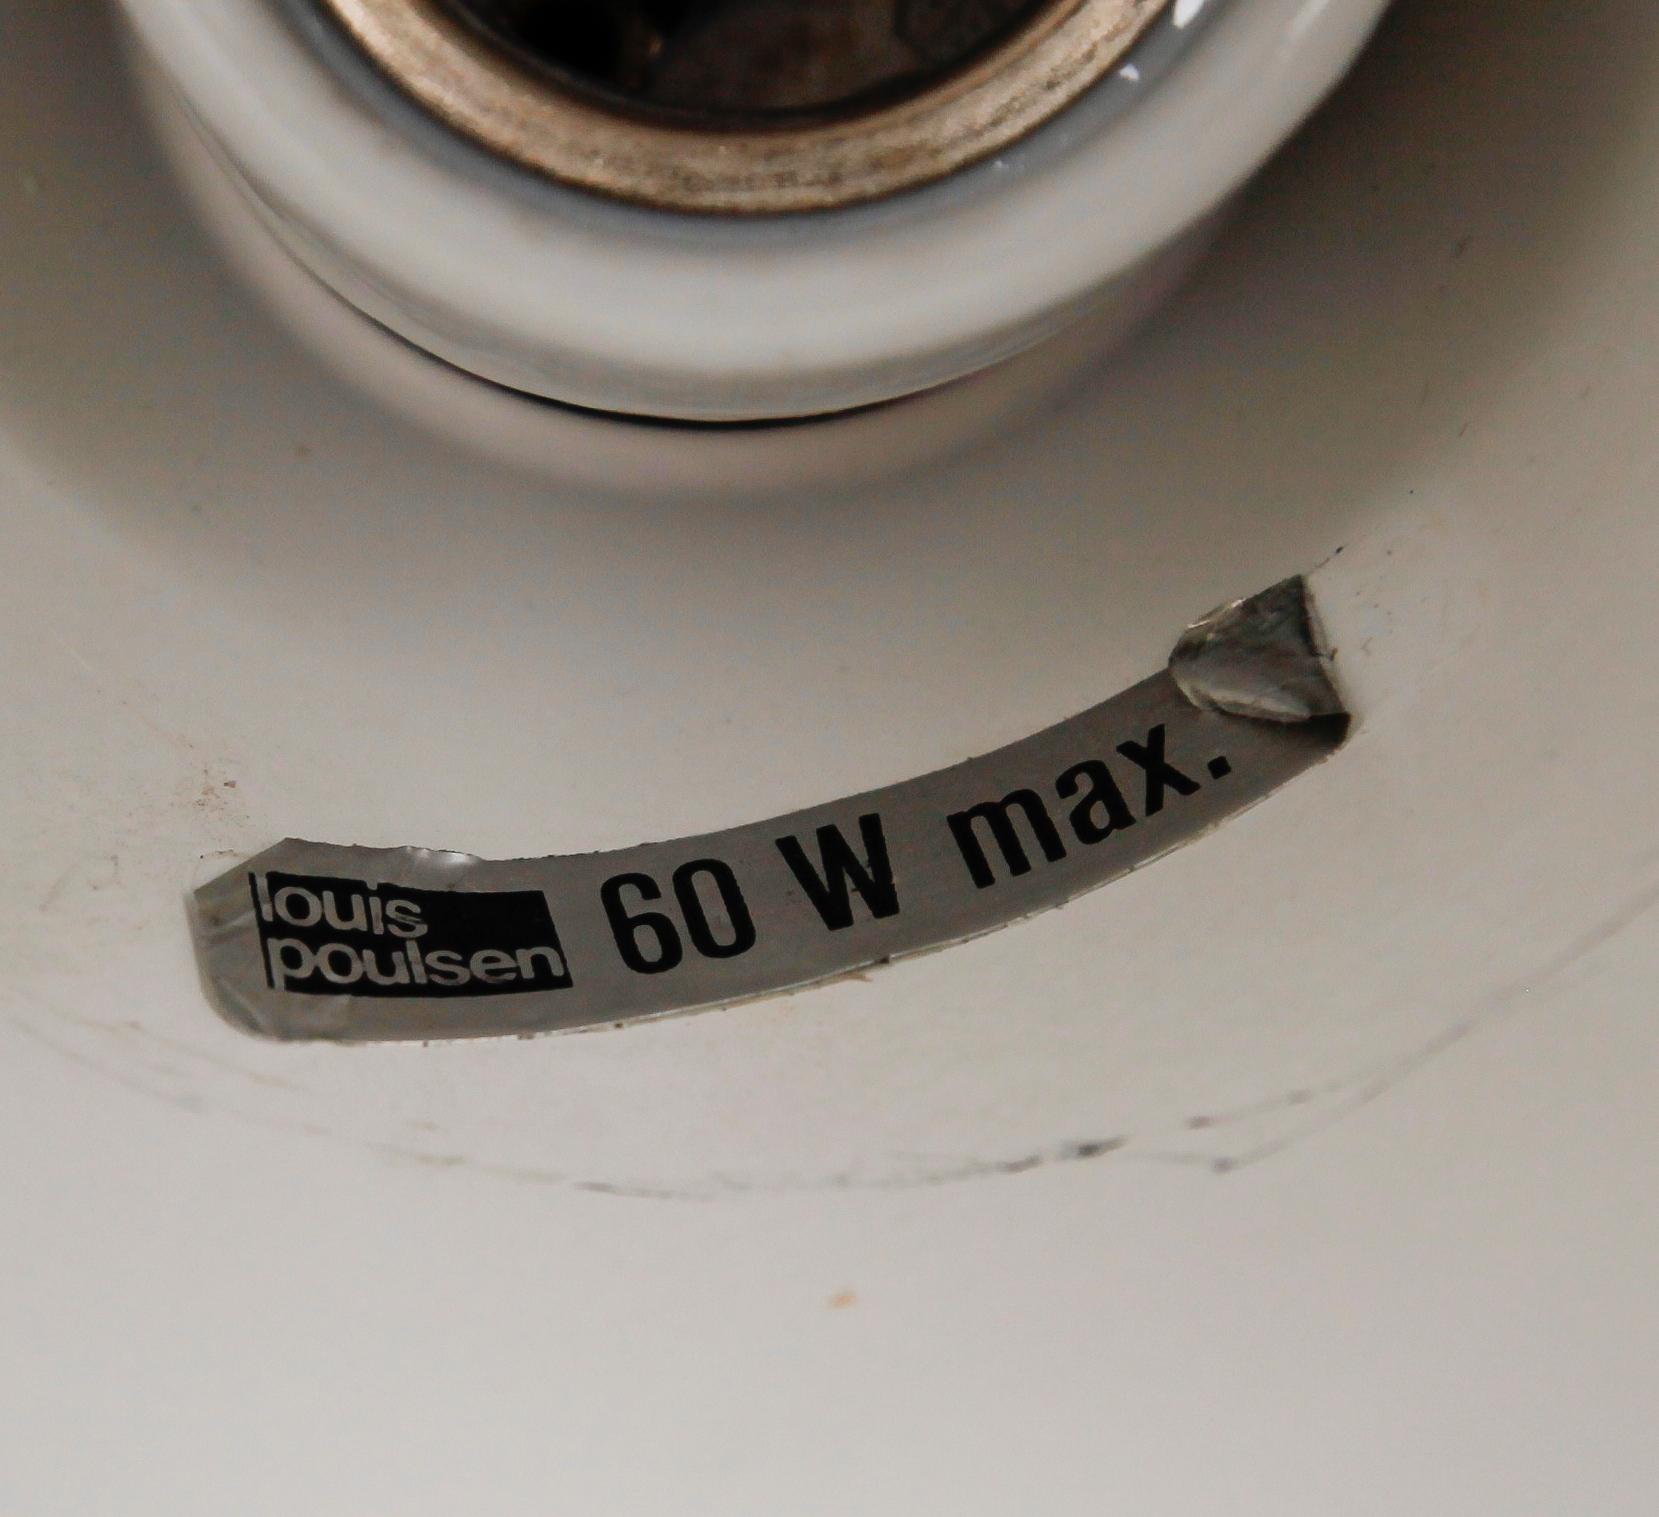 louis
poulsen
60 W max.